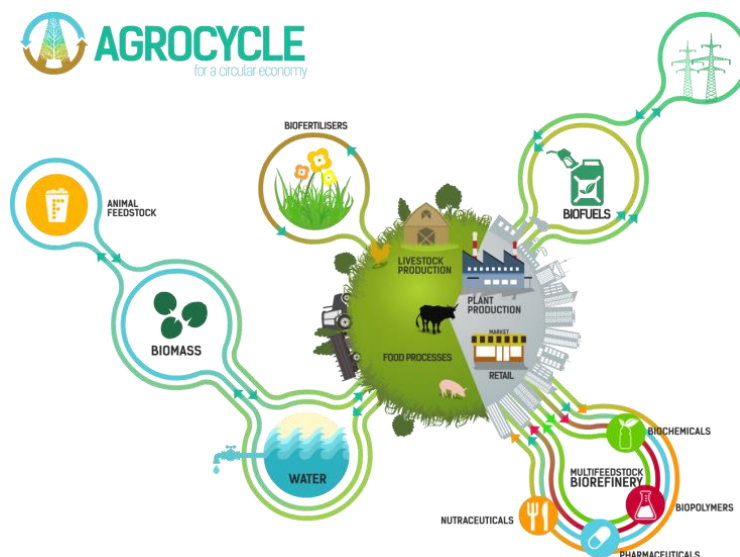 AGROCYCLE
for a circular economy
BIOFERTILISERS
ANIMAL
FEEDSTOCK
BIOFUELS
LIVESTOCK
PRODUCTION
PLANT
PRODUCTION
BIOMASS
MARKET
FOOD PROCESSES
RETAIL
WATER
BIOCHEMICALS
MULTIFEEDSTOCK
BIOREFINERY
BIOPOLYMERS
NUTRACEUTICALS
PHARMACEUTICALS